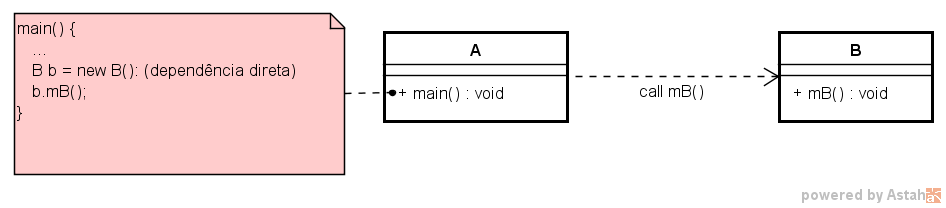 main() {
...
B b = new B(): (dependência direta)
b.mB();
}
A
+ main() : void
call mB()
B
+ mB() : void
powered by Astah